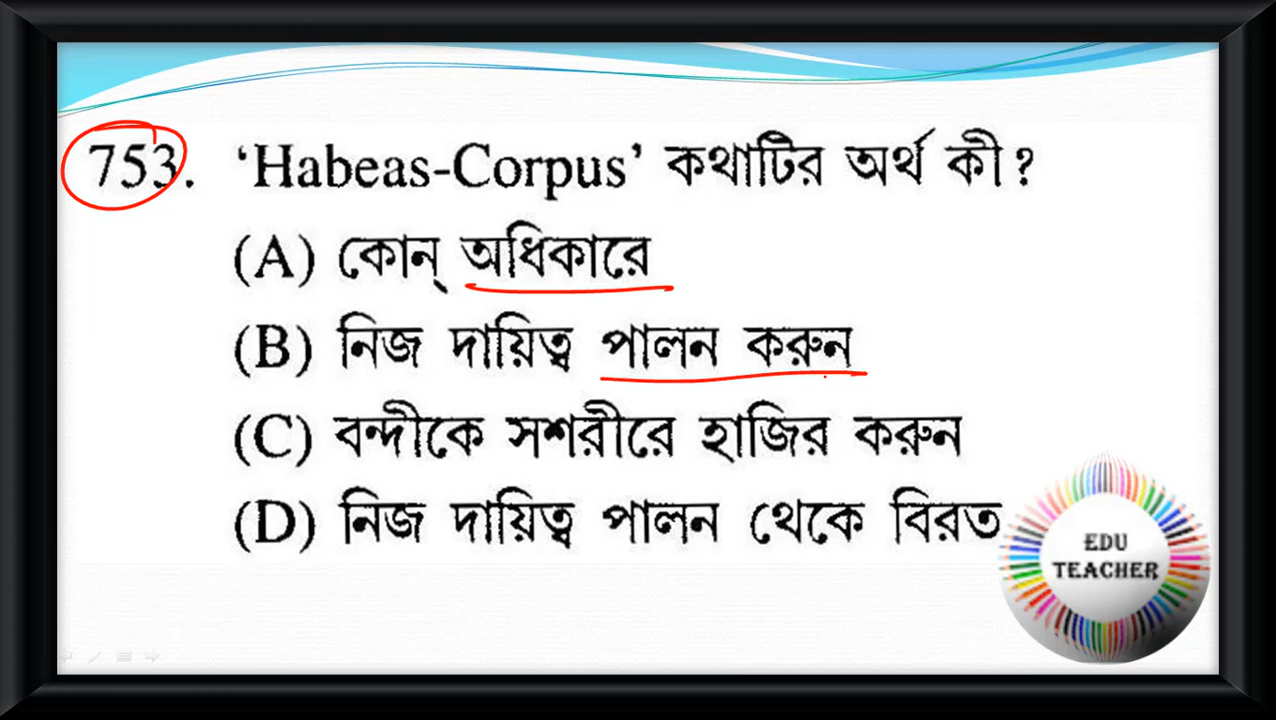 753. 'Habeas-Corpus' কথাটির অর্থ কী?
(A) কোন্ অধিকারে
(B) নিজ দায়িত্ব পালন করুন
(C) বন্দীকে সশরীরে হাজির করুন
(D) নিজ দায়িত্ব পালন থেকে বিরত
EDU
TEACHER